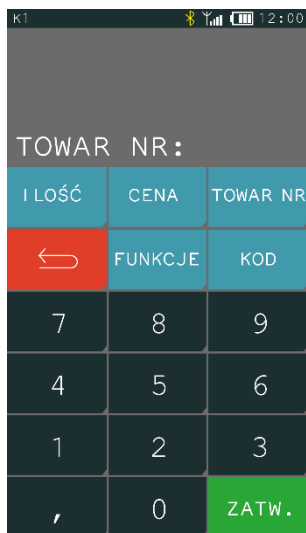 K1 12:00
TOWAR NR:
ILOŚĆ CENA TOWAR NR
FUNKCJE KOD
7 8 9
4 5 6
1 2 3
, 0 ZATW.